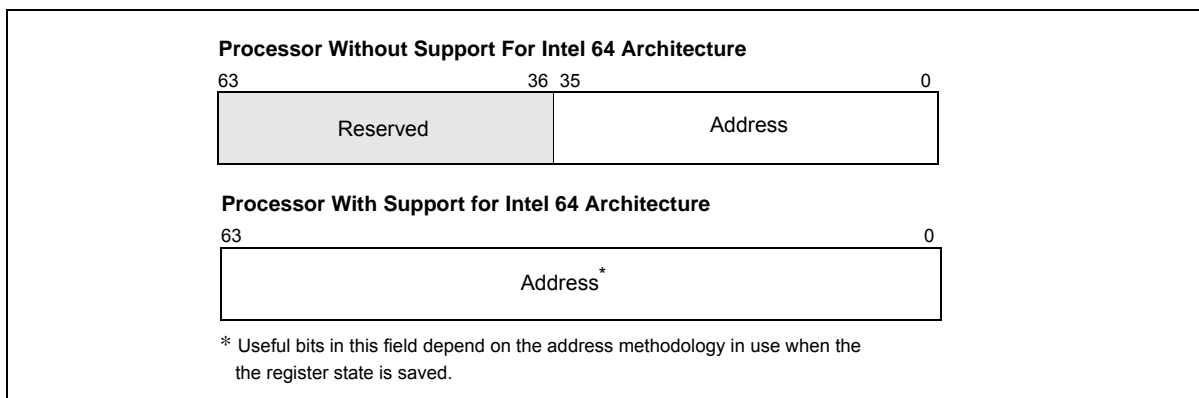 Processor Without Support For Intel 64 Architecture
63 36 35 0
Reserved Address
Processor With Support for Intel 64 Architecture
63 0
Address*
* Useful bits in this field depend on the address methodology in use when the
the register state is saved.